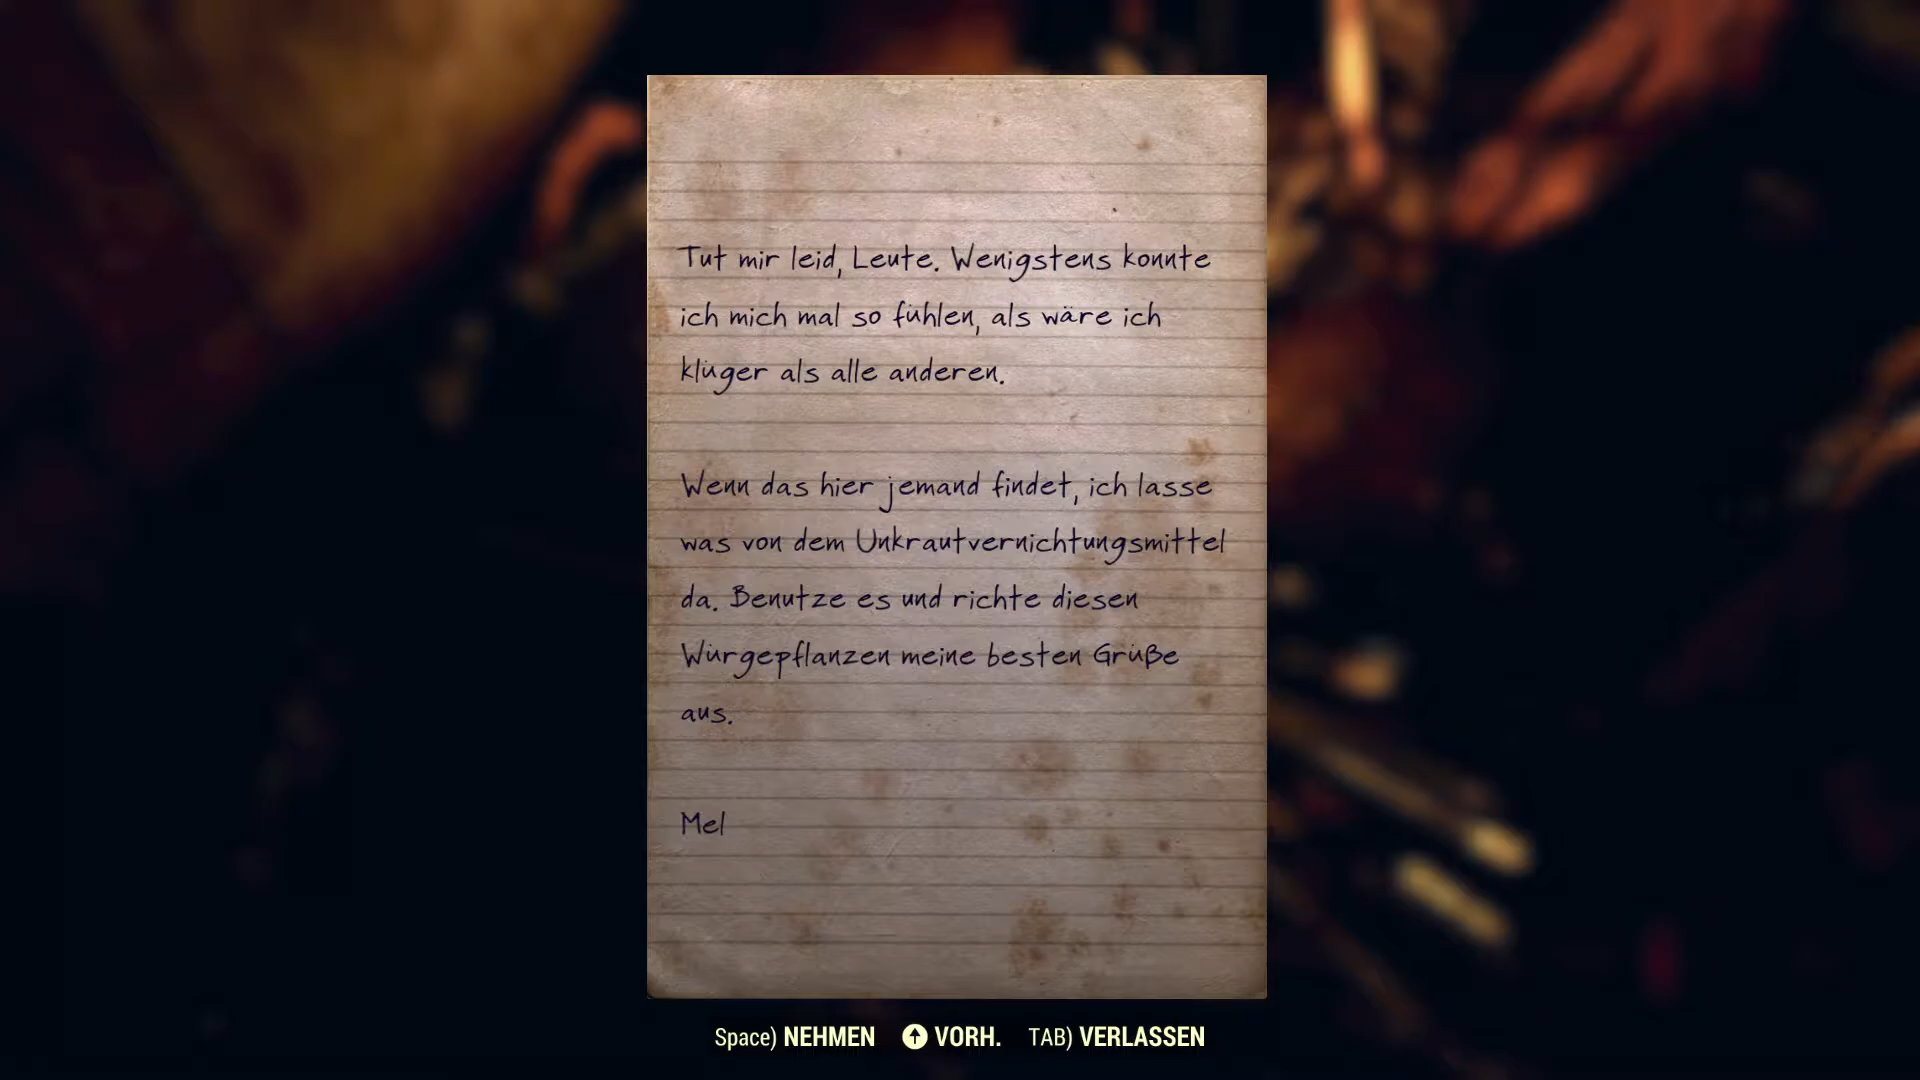 Tut mir leid, Leute. Wenigstens konnte
ich mich mal so fühlen, als wäre ich
klüger als alle anderen.
Wenn das hier jemand findet, ich lasse
was von dem Unkrautvernichtungsmittel
da. Benutze es und richte diesen
Würgepflanzen meine besten Grüße
aus.
Mel
Space) NEHMEN VORH. TAB) VERLASSEN